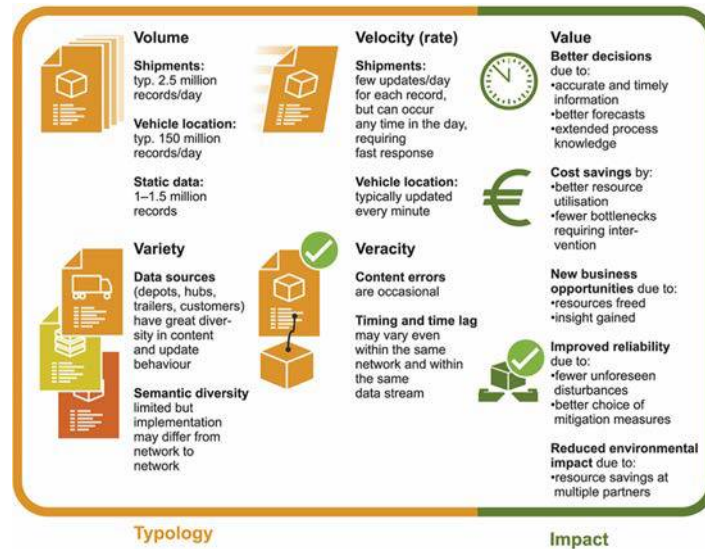 Volume
Shipments:
typ. 2.5 million
records/day
Vehicle location:
typ. 150 million
records/day
Static data:
1–1.5 million
records
Velocity (rate)
Shipments:
few updates/day
for each record,
but can occur
any time in the day,
requiring
fast response
Vehicle location:
typically updated
every minute
Variety
Data sources
(depots, hubs,
trailers, customers)
have great diver-
sity in content
and update
behaviour
Semantic diversity
limited but
implementation
may differ from
network to
network
Veracity
Content errors
are occasional
Timing and time lag
may vary even
within the same
network and within
the same
data stream
Typology
Value
Better decisions
due to:
•accurate and timely
information
•better forecasts
•extended process
knowledge
€
Cost savings by:
•better resource
utilisation
•fewer bottlenecks
requiring inter-
vention
New business
opportunities due to:
•resources freed
•insight gained
Improved reliability
due to:
•fewer unforeseen
disturbances
•better choice of
mitigation measures
Reduced environmental
impact due to:
•resource savings at
multiple partners
Impact